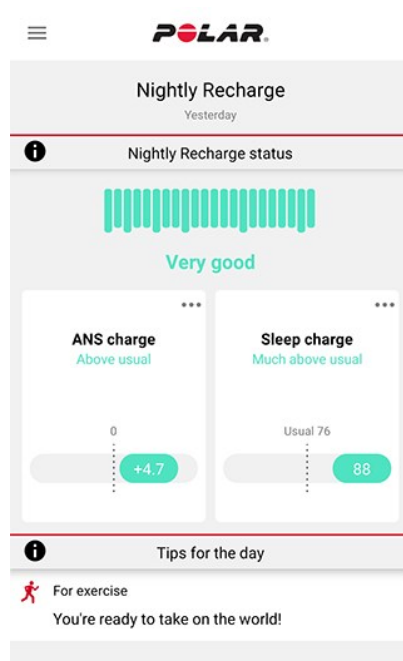 POLAR.
Nightly Recharge
Yesterday
i
Nightly Recharge status
Very good
ANS charge
Above usual
0
+4.7
Sleep charge
Much above usual
Usual 76
88
i
Tips for the day
For exercise
You're ready to take on the world!